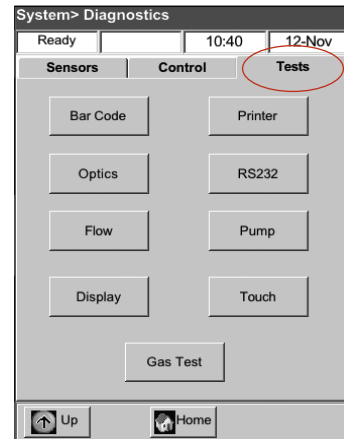 System> Diagnostics
Ready 10:40 12-Nov
Sensors Control Tests
Bar Code Printer
Optics RS232
Flow Pump
Display Touch
Gas Test
Up Home